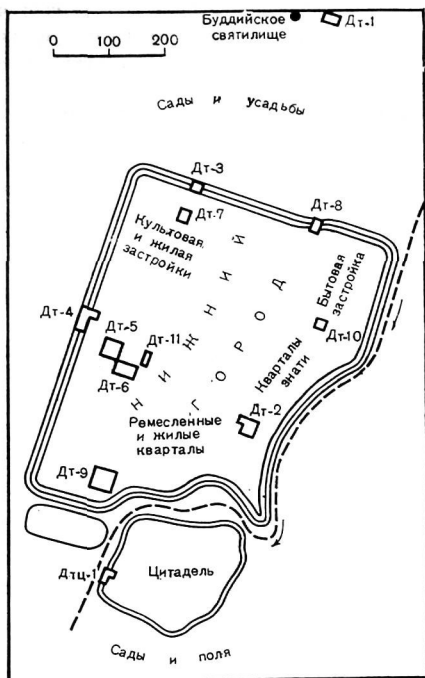 Буддийское
святилище
Дт-1
0 100 200
Сады и усадьбы
Дт-3
Дт-8
Дт-7
Культовая
и жилая
застройки
НИЖНИЙ
ГОРОД
Бытовая
застройка
Дт-4
Дт-5
Дт-11
Дт-10
Дт-6
Кварталы
знати
Дт-2
Ремесленные
и жилые
кварталы
Дт-9
Дтц-1
Цитадель
Сады и поля